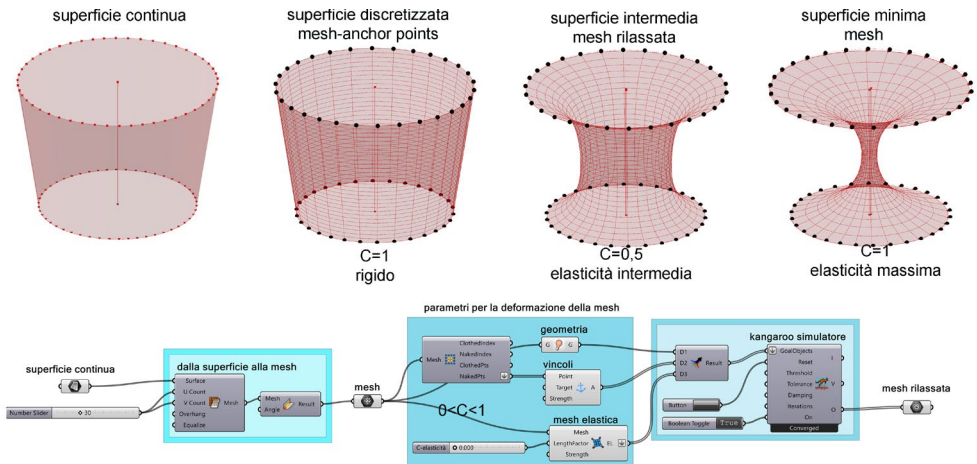 superficie continua
superficie discretizzata
mesh-anchor points
superficie intermedia
mesh rilassata
superficie minima
mesh
C=1
rigido
C=0,5
elasticità intermedia
C=1
elasticità massima
parametri per la deformazione della mesh
superficie continua
Number Slider
30
dalla superficie alla mesh
Surface
U Count
V Count
Overhang
Equalize
Mesh
Mesh
Angle
Result
mesh
Mesh
ClothedIndex
NakedIndex
ClothedPts
NakedPts
0<C<1
C-elasticità
0.000
geometria
G
G
vincoli
Point
Target
Strength
A
mesh elastica
Mesh
LengthFactor
Strength
EL
D1
D2
D3
Result
Button
Boolean Toggle
True
kangaroo simulatore
GoalObjects
Reset
Threshold
Tolerance
Damping
Iterations
On
I
V
O
Converged
mesh rilassata